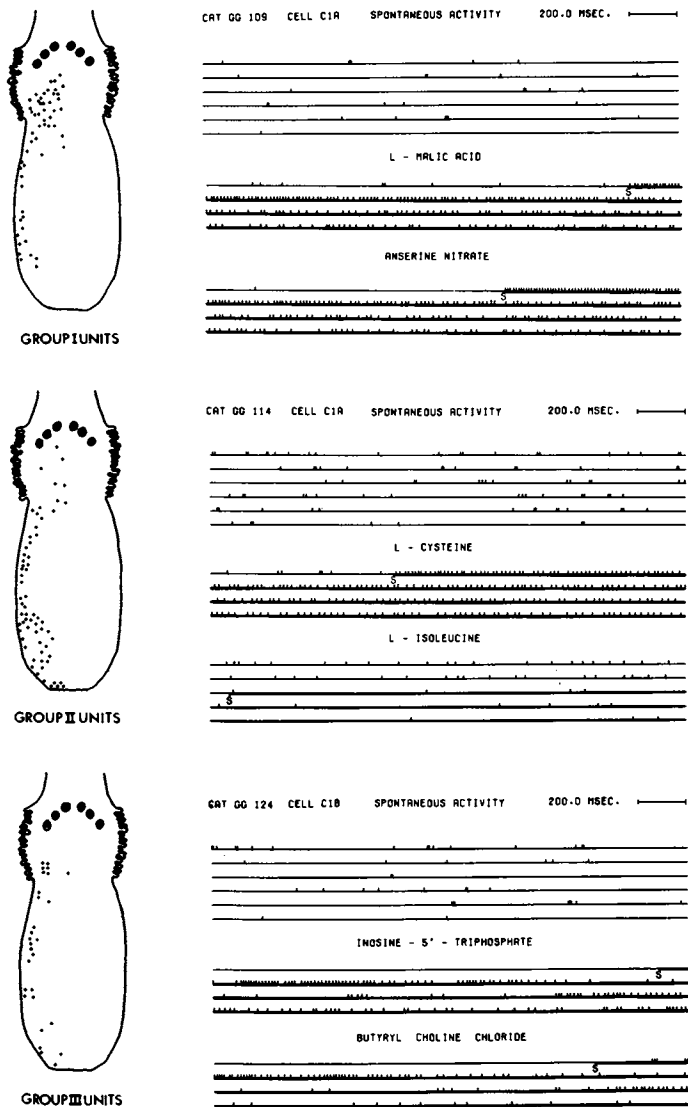 CAT GG 109 CELL C1A SPONTANEOUS ACTIVITY 200.0 MSEC.
L - MALIC ACID
S
ANSERINE NITRATE
S
GROUP I UNITS
CAT GG 114 CELL C1A SPONTANEOUS ACTIVITY 200.0 MSEC.
L - CYSTEINE
S
L - ISOLEUCINE
S
GROUP II UNITS
CAT GG 124 CELL C1B SPONTANEOUS ACTIVITY 200.0 MSEC.
INOSINE - 5' - TRIPHOSPHATE
S
BUTYRYL CHOLINE CHLORIDE
S
GROUP III UNITS